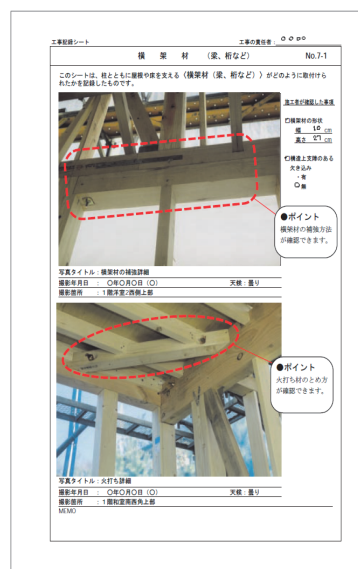 工事記録シート 工事の責任者：○○○○
横架材 （梁、桁など） No.7-1
このシートは、柱とともに屋根や床を支える〈横架材（梁、桁など）〉がどのように取付けら
れたかを記録したものです。
施工者が確認した事項
☑横架材の形状
幅 10 cm
高さ 27 cm
☑構造上支障のある
欠き込み
・有
・無
●ポイント
横架材の補強方法
が確認できます。
写真タイトル：横架材の補強詳細
撮影年月日 ： ○年○月○日（○） 天候：曇り
撮影箇所 ：１階洋室2西側上部
●ポイント
火打ち材のとめ方
が確認できます。
写真タイトル：火打ち詳細
撮影年月日 ： ○年○月○日（○） 天候：曇り
撮影箇所 ：１階和室南西角上部
MEMO